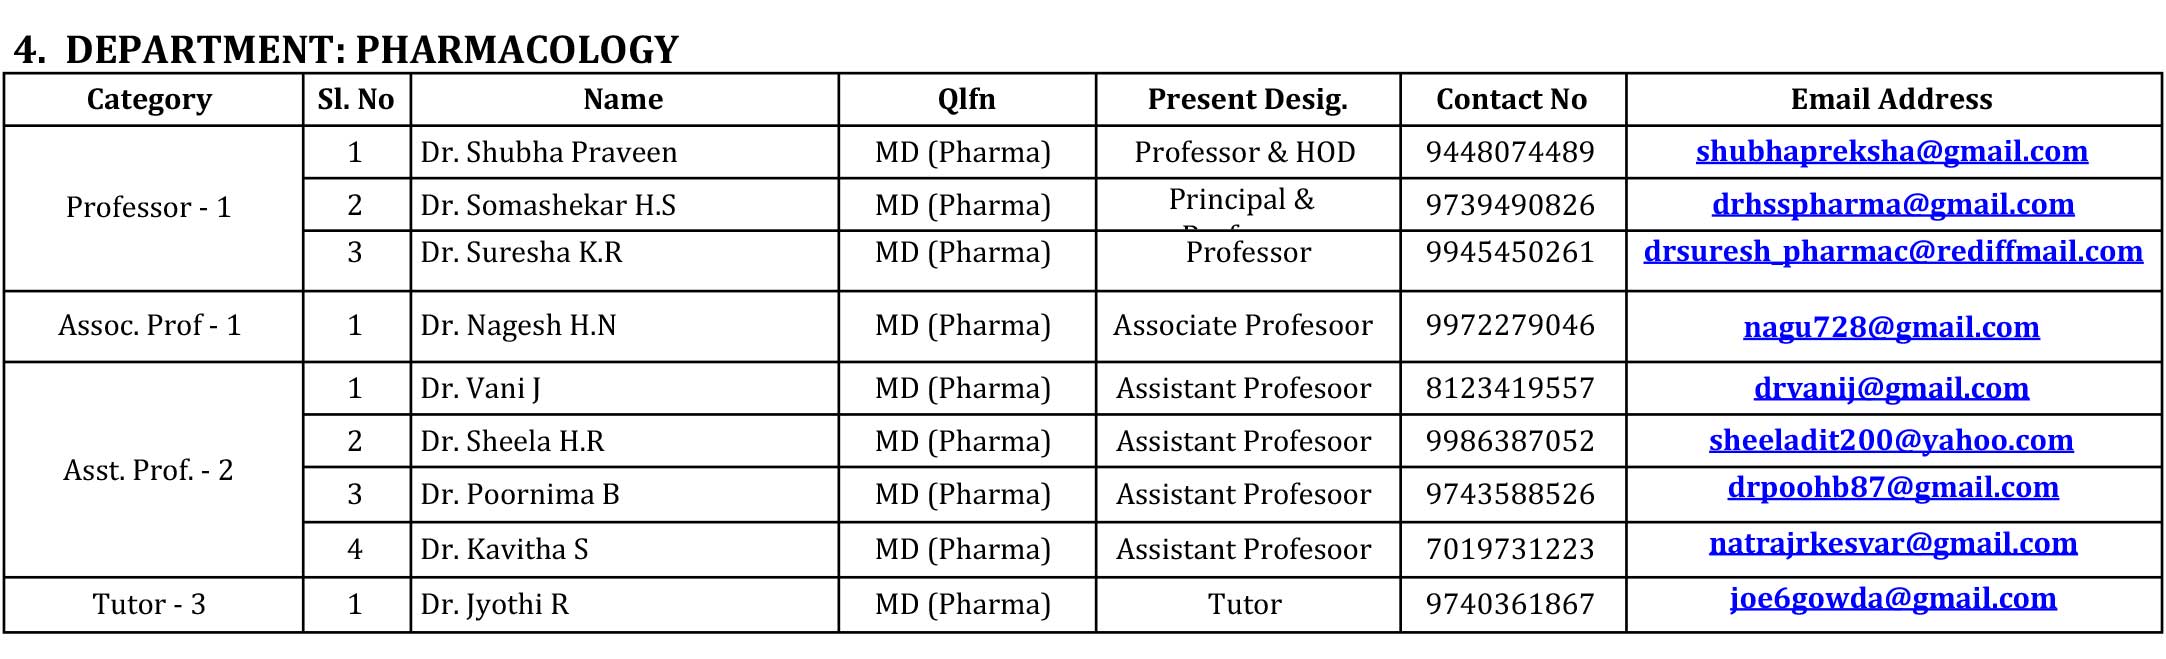 4. DEPARTMENT: PHARMACOLOGY
Category Sl. No Name Qlfn Present Desig. Contact No Email Address
Professor - 1
1 Dr. Shubha Praveen MD (Pharma) Professor & HOD 9448074489 shubhapreksha@gmail.com
2 Dr. Somashekar H.S MD (Pharma) Principal & 9739490826 drhsspharma@gmail.com
3 Dr. Suresha K.R MD (Pharma) Professor 9945450261 drsuresh_pharmac@rediffmail.com
Assoc. Prof - 1 1 Dr. Nagesh H.N MD (Pharma) Associate Profesoor 9972279046 nagu728@gmail.com
Asst. Prof. - 2
1 Dr. Vani J MD (Pharma) Assistant Profesoor 8123419557 drvanij@gmail.com
2 Dr. Sheela H.R MD (Pharma) Assistant Profesoor 9986387052 sheeladit200@yahoo.com
3 Dr. Poornima B MD (Pharma) Assistant Profesoor 9743588526 drpoohb87@gmail.com
4 Dr. Kavitha S MD (Pharma) Assistant Profesoor 7019731223 natrajrkesvar@gmail.com
Tutor - 3 1 Dr. Jyothi R MD (Pharma) Tutor 9740361867 joe6gowda@gmail.com